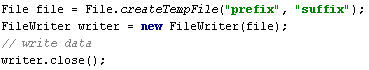 File file = File.createTempFile("prefix", "suffix");
FileWriter writer = new FileWriter(file);
// write data
writer.close();